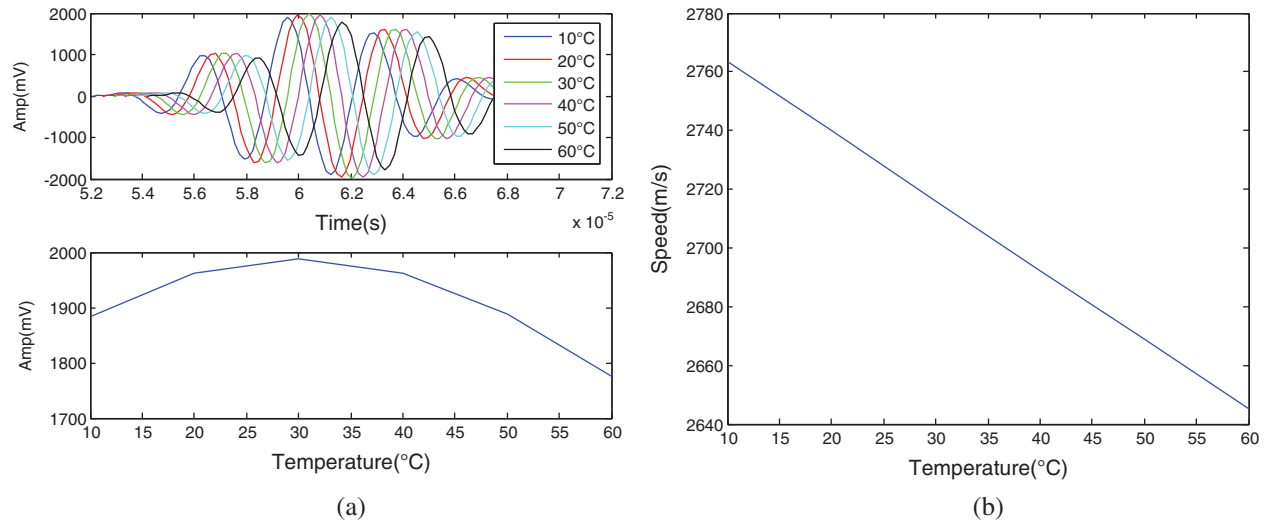 2000
1000
0
-1000
-2000
Amp(mV)
10°C
20°C
30°C
40°C
50°C
60°C
5.2 5.4 5.6 5.8 6 6.2 6.4 6.6 6.8 7 7.2
Time(s)
x 10-5
2000
1900
1800
1700
Amp(mV)
10 15 20 25 30 35 40 45 50 55 60
Temperature(°C)
(a)
2780
2760
2740
2720
2700
2680
2660
2640
Speed(m/s)
10 15 20 25 30 35 40 45 50 55 60
Temperature(°C)
(b)